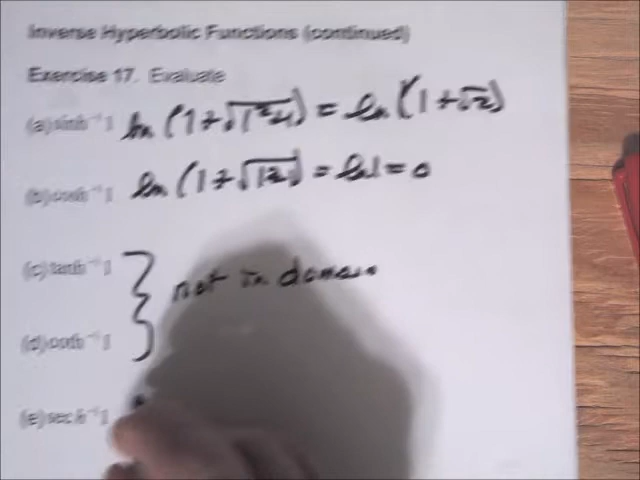 Inverse Hyperbolic Functions (continued)
Exercise 17. Evaluate
(a) sinh⁻¹ 1 ln (1+√1²+1) = ln (1+√2)
(b) cosh⁻¹ 1 ln (1+√1²-1) = ln 1 = 0
(c) tanh⁻¹ 1
not in domain
(d) coth⁻¹ 1
(e) sech⁻¹ 1